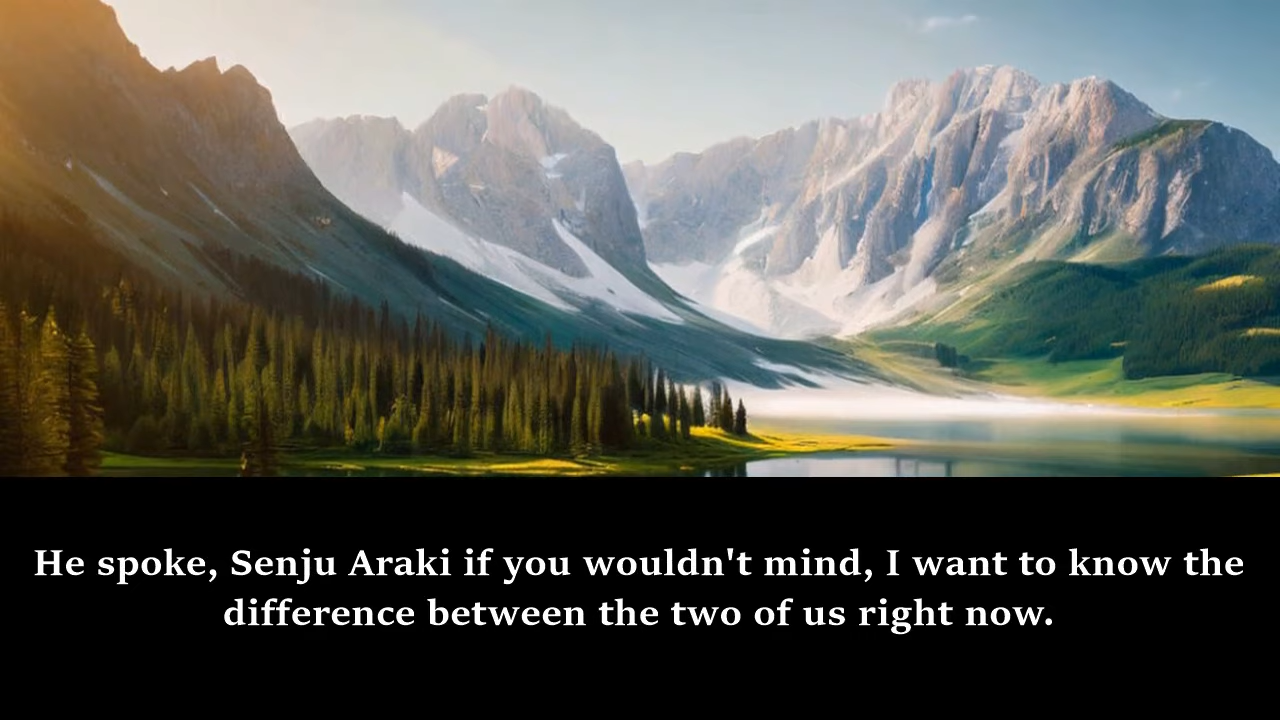 He spoke, Senju Araki if you wouldn't mind, I want to know the
difference between the two of us right now.